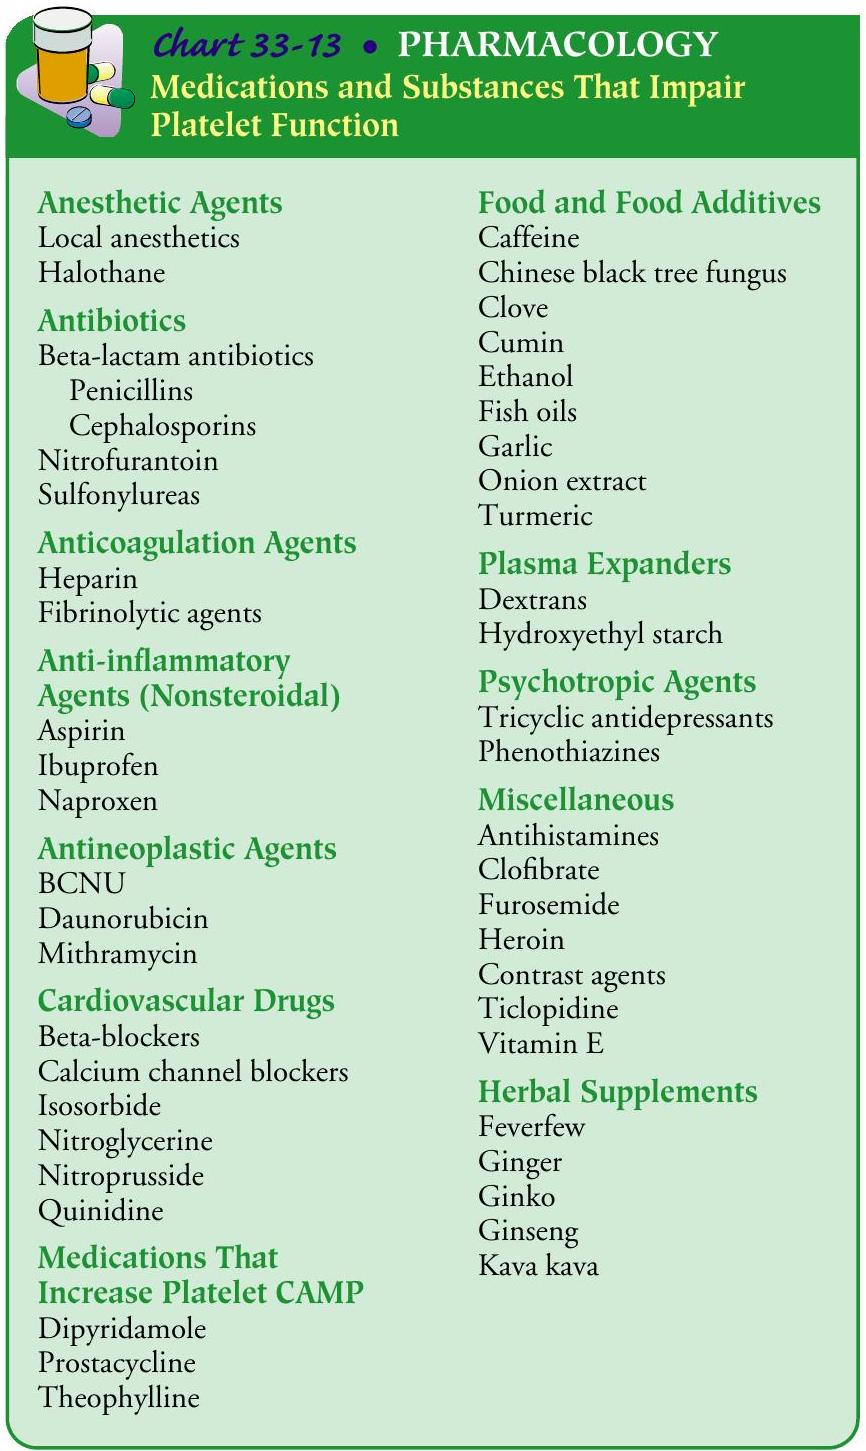 Chart 33-13 • PHARMACOLOGY
Medications and Substances That Impair
Platelet Function
Anesthetic Agents
Local anesthetics
Halothane
Antibiotics
Beta-lactam antibiotics
Penicillins
Cephalosporins
Nitrofurantoin
Sulfonylureas
Anticoagulation Agents
Heparin
Fibrinolytic agents
Anti-inflammatory
Agents (Nonsteroidal)
Aspirin
Ibuprofen
Naproxen
Antineoplastic Agents
BCNU
Daunorubicin
Mithramycin
Cardiovascular Drugs
Beta-blockers
Calcium channel blockers
Isosorbide
Nitroglycerine
Nitroprusside
Quinidine
Medications That
Increase Platelet CAMP
Dipyridamole
Prostacycline
Theophylline
Food and Food Additives
Caffeine
Chinese black tree fungus
Clove
Cumin
Ethanol
Fish oils
Garlic
Onion extract
Turmeric
Plasma Expanders
Dextrans
Hydroxyethyl starch
Psychotropic Agents
Tricyclic antidepressants
Phenothiazines
Miscellaneous
Antihistamines
Clofibrate
Furosemide
Heroin
Contrast agents
Ticlopidine
Vitamin E
Herbal Supplements
Feverfew
Ginger
Ginko
Ginseng
Kava kava